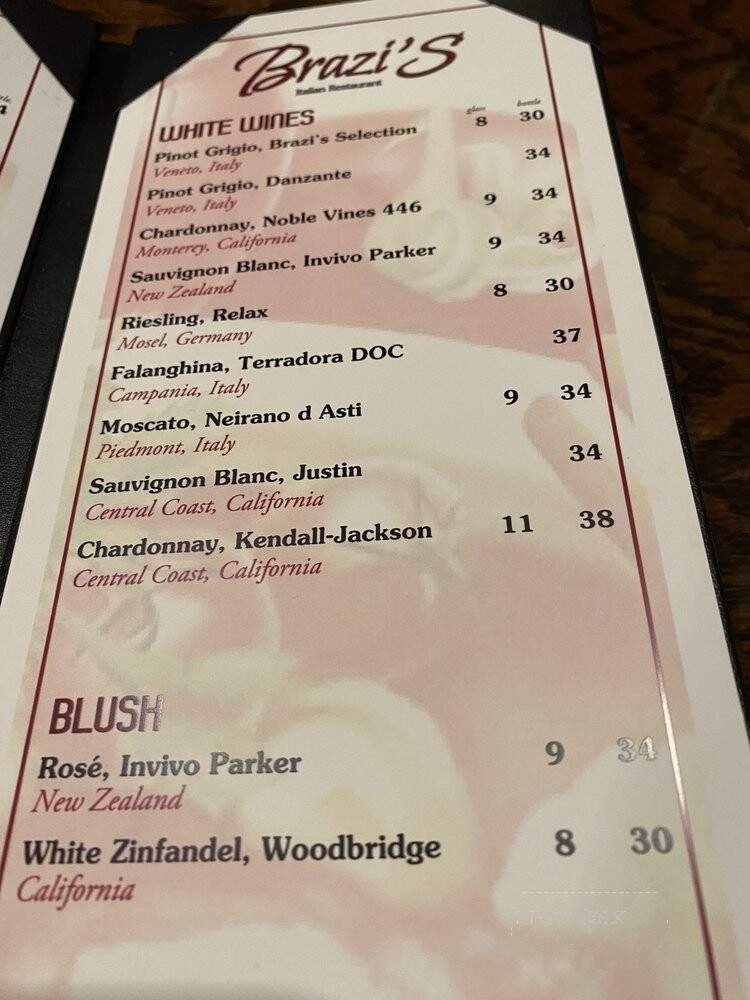 Brazi'S
Italian Restaurant
WHITE WINES glass bottle
Pinot Grigio, Brazi's Selection 8 30
Veneto, Italy
Pinot Grigio, Danzante 34
Veneto, Italy
Chardonnay, Noble Vines 446 9 34
Monterey, California
Sauvignon Blanc, Invivo Parker 9 34
New Zealand
Riesling, Relax 8 30
Mosel, Germany
Falanghina, Terradora DOC 37
Campania, Italy
Moscato, Neirano d Asti 9 34
Piedmont, Italy
Sauvignon Blanc, Justin 34
Central Coast, California
Chardonnay, Kendall-Jackson 11 38
Central Coast, California
BLUSH
Rosé, Invivo Parker 9 34
New Zealand
White Zinfandel, Woodbridge 8 30
California